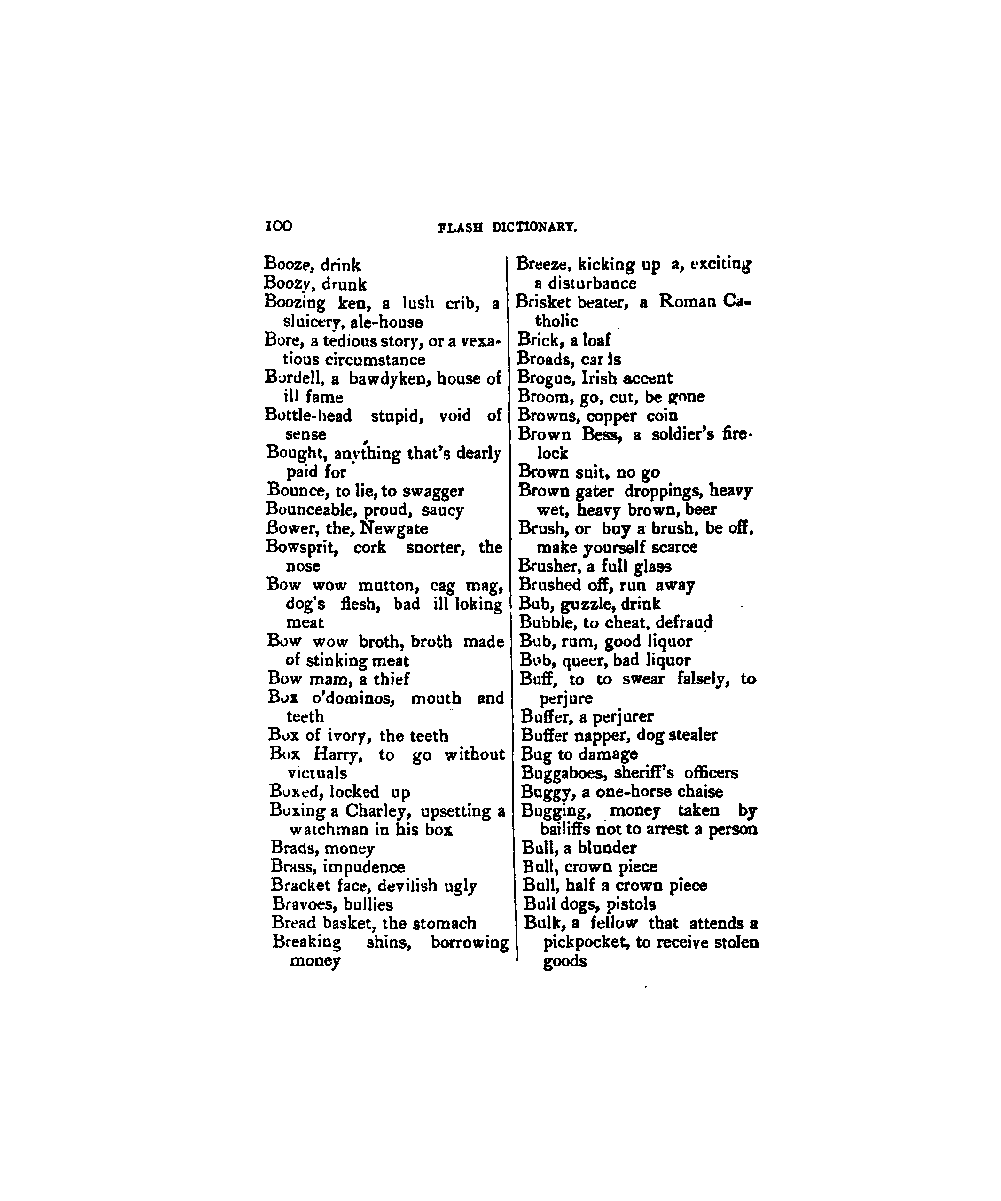 100 FLASH DICTIONARY.
Booze, drink
Boozy, drunk
Boozing ken, a lush crib, a
sluicery, ale-house
Bore, a tedious story, or a vexa-
tious circumstance
Bordell, a bawdyken, house of
ill fame
Bottle-head stupid, void of
sense
Bought, anything that's dearly
paid for
Bounce, to lie, to swagger
Bounceable, proud, saucy
Bower, the, Newgate
Bowsprit, cork snorter, the
nose
Bow wow mutton, cag mag,
dog's flesh, bad ill loking
meat
Bow wow broth, broth made
of stinking meat
Bow mam, a thief
Box o'dominos, mouth and
teeth
Box of ivory, the teeth
Box Harry, to go without
victuals
Boxed, locked up
Boxing a Charley, upsetting a
watchman in his box
Brads, money
Brass, impudence
Bracket face, devilish ugly
Bravoes, bullies
Bread basket, the stomach
Breaking shins, borrowing
money
Breeze, kicking up a, exciting
a disturbance
Brisket beater, a Roman Ca-
tholic
Brick, a loaf
Broads, cards
Brogue, Irish accent
Broom, go, cut, be gone
Browns, copper coin
Brown Bess, a soldier's fire-
lock
Brown suit, no go
Brown gater droppings, heavy
wet, heavy brown, beer
Brush, or buy a brush, be off,
make yourself scarce
Brusher, a full glass
Brushed off, run away
Bub, guzzle, drink
Bubble, to cheat, defraud
Bub, rum, good liquor
Bub, queer, bad liquor
Buff, to to swear falsely, to
perjure
Buffer, a perjurer
Buffer napper, dog stealer
Bug to damage
Buggaboes, sheriff's officers
Buggy, a one-horse chaise
Bugging, money taken by
bailiffs not to arrest a person
Bull, a blunder
Bull, crown piece
Bull, half a crown piece
Bull dogs, pistols
Bulk, a fellow that attends a
pickpocket, to receive stolen
goods